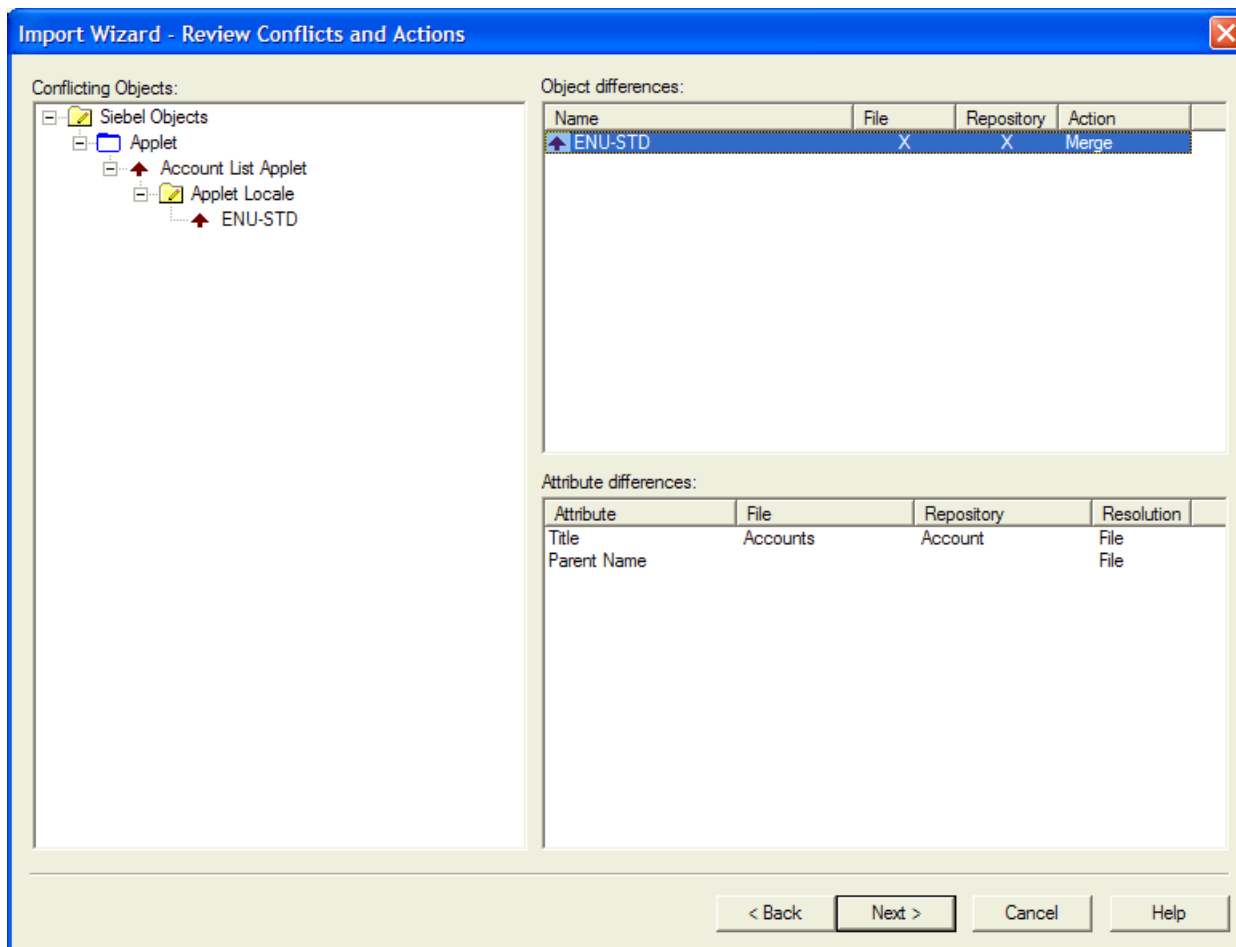 Import Wizard - Review Conflicts and Actions
Conflicting Objects:
Siebel Objects
Applet
Account List Applet
Applet Locale
ENU-STD
Object differences:
Name File Repository Action
ENU-STD X X Merge
Attribute differences:
Attribute File Repository Resolution
Title Accounts Account File
Parent Name File
< Back Next > Cancel Help